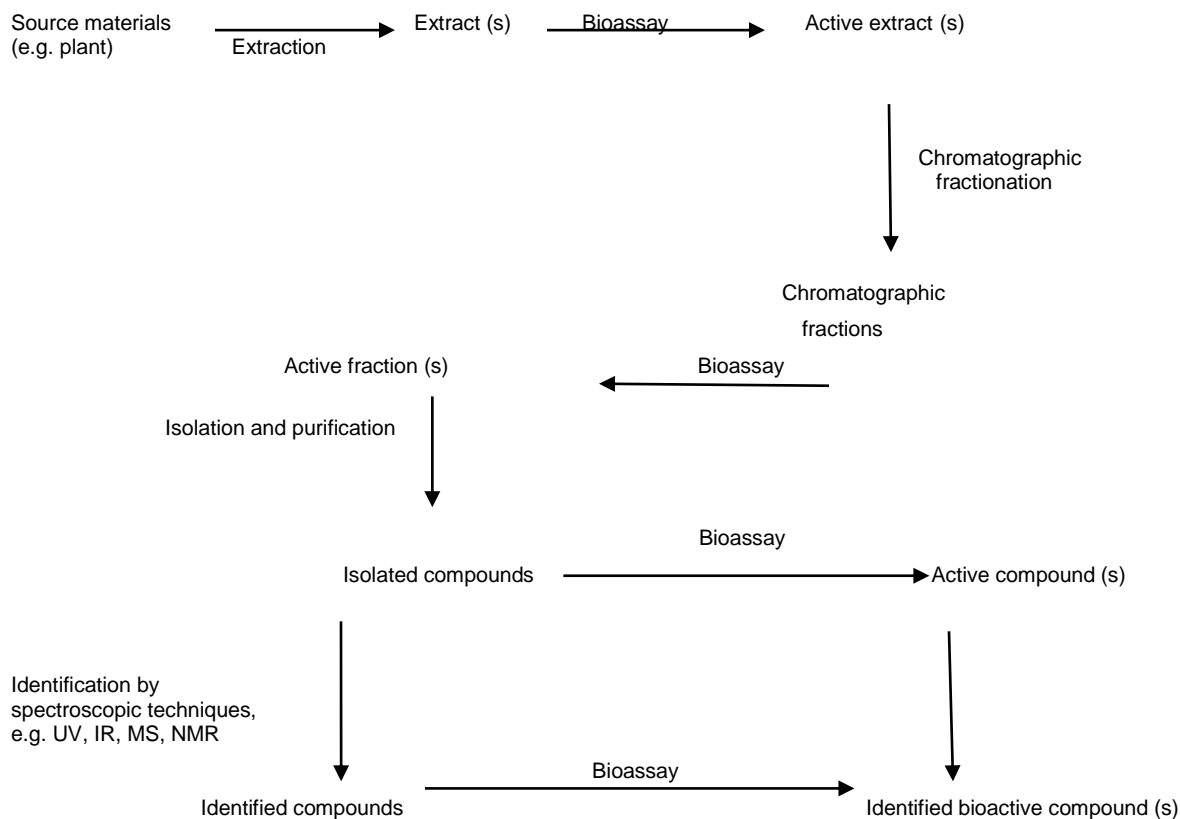 Source materials
(e.g. plant)
Extraction
Extract (s)
Bioassay
Active extract (s)
Chromatographic
fractionation
Chromatographic
fractions
Bioassay
Active fraction (s)
Isolation and purification
Isolated compounds
Bioassay
Active compound (s)
Identification by
spectroscopic techniques,
e.g. UV, IR, MS, NMR
Identified compounds
Bioassay
Identified bioactive compound (s)